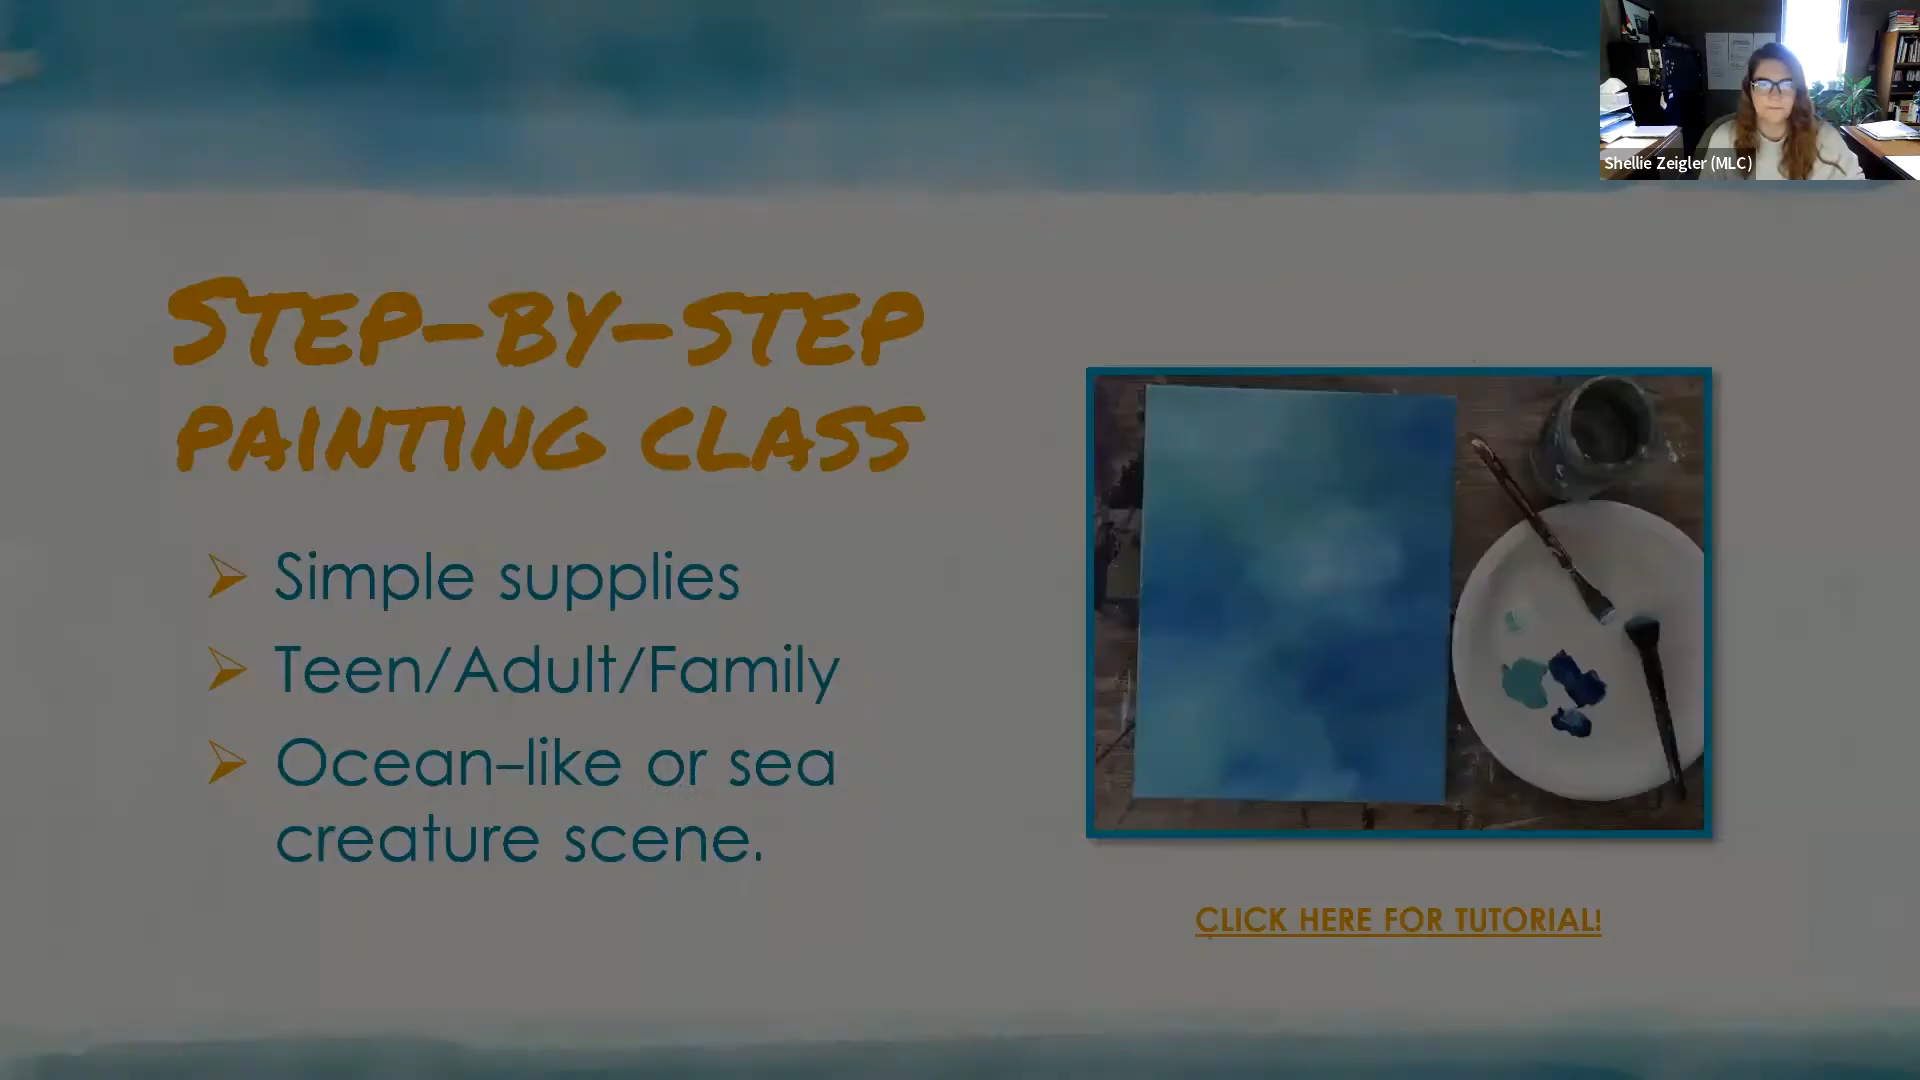 Shellie Zeigler (MLC)
STEP-BY-STEP
PAINTING CLASS
Simple supplies
Teen/Adult/Family
Ocean-like or sea
creature scene.
CLICK HERE FOR TUTORIAL!